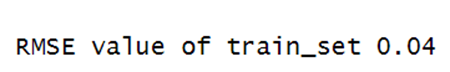 RMSE value of train_set 0.04